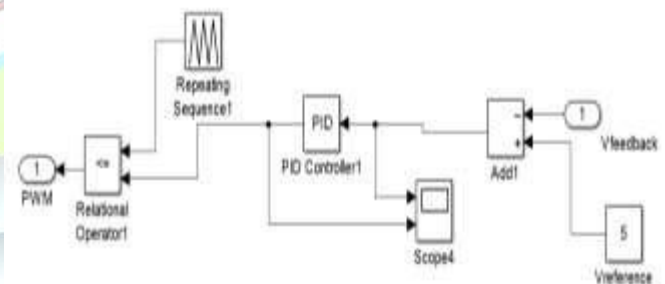 Repeating
Sequence1
<=
1
PWM
Relational
Operator1
PID
PID Controller1
Scope4
−
+
Add1
1
Vfeedback
5
Vreference